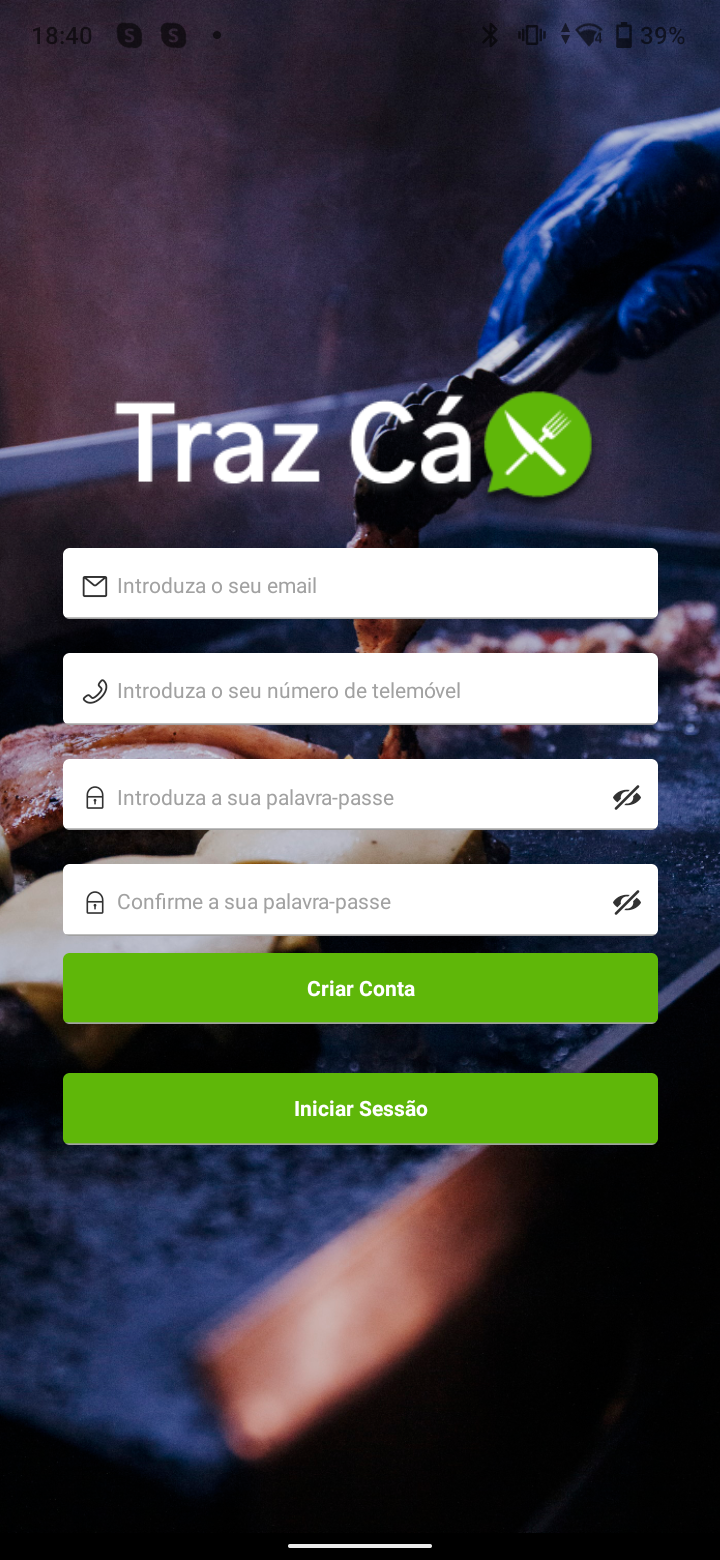 18:40
39%
Traz Cá
Introduza o seu email
Introduza o seu número de telemóvel
Introduza a sua palavra-passe
Confirme a sua palavra-passe
Criar Conta
Iniciar Sessão